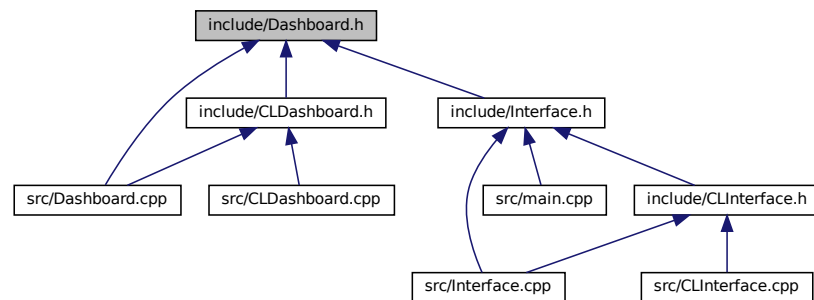 include/Dashboard.h
include/CLDashboard.h
include/Interface.h
src/Dashboard.cpp
src/CLDashboard.cpp
src/main.cpp
include/CLInterface.h
src/Interface.cpp
src/CLInterface.cpp